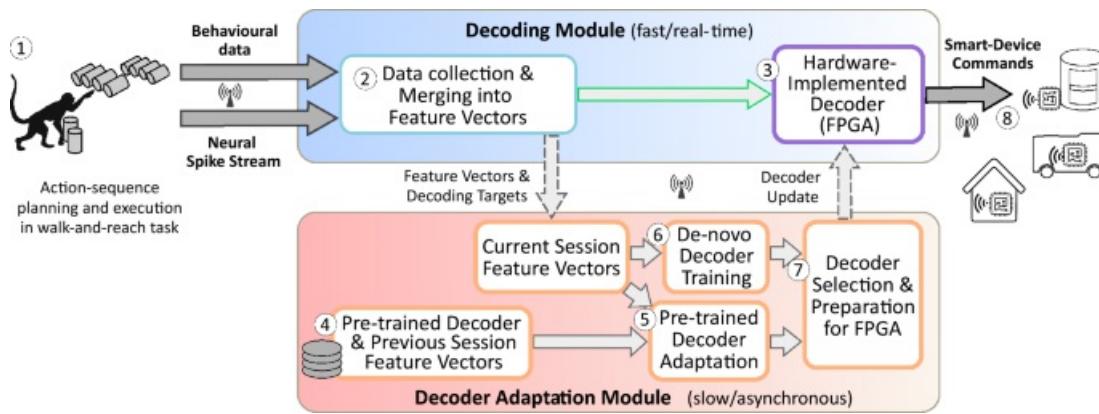 1
Behavioural
data
Neural
Spike Stream
Action-sequence
planning and execution
in walk-and-reach task
Decoding Module (fast/real-time)
2
Data collection &
Merging into
Feature Vectors
3
Hardware-
Implemented
Decoder
(FPGA)
Smart-Device
Commands
8
Feature Vectors &
Decoding Targets
Decoder
Update
Current Session
Feature Vectors
6
De-novo
Decoder
Training
4
Pre-trained Decoder
& Previous Session
Feature Vectors
5
Pre-trained
Decoder
Adaptation
7
Decoder
Selection &
Preparation
for FPGA
Decoder Adaptation Module (slow/asynchronous)